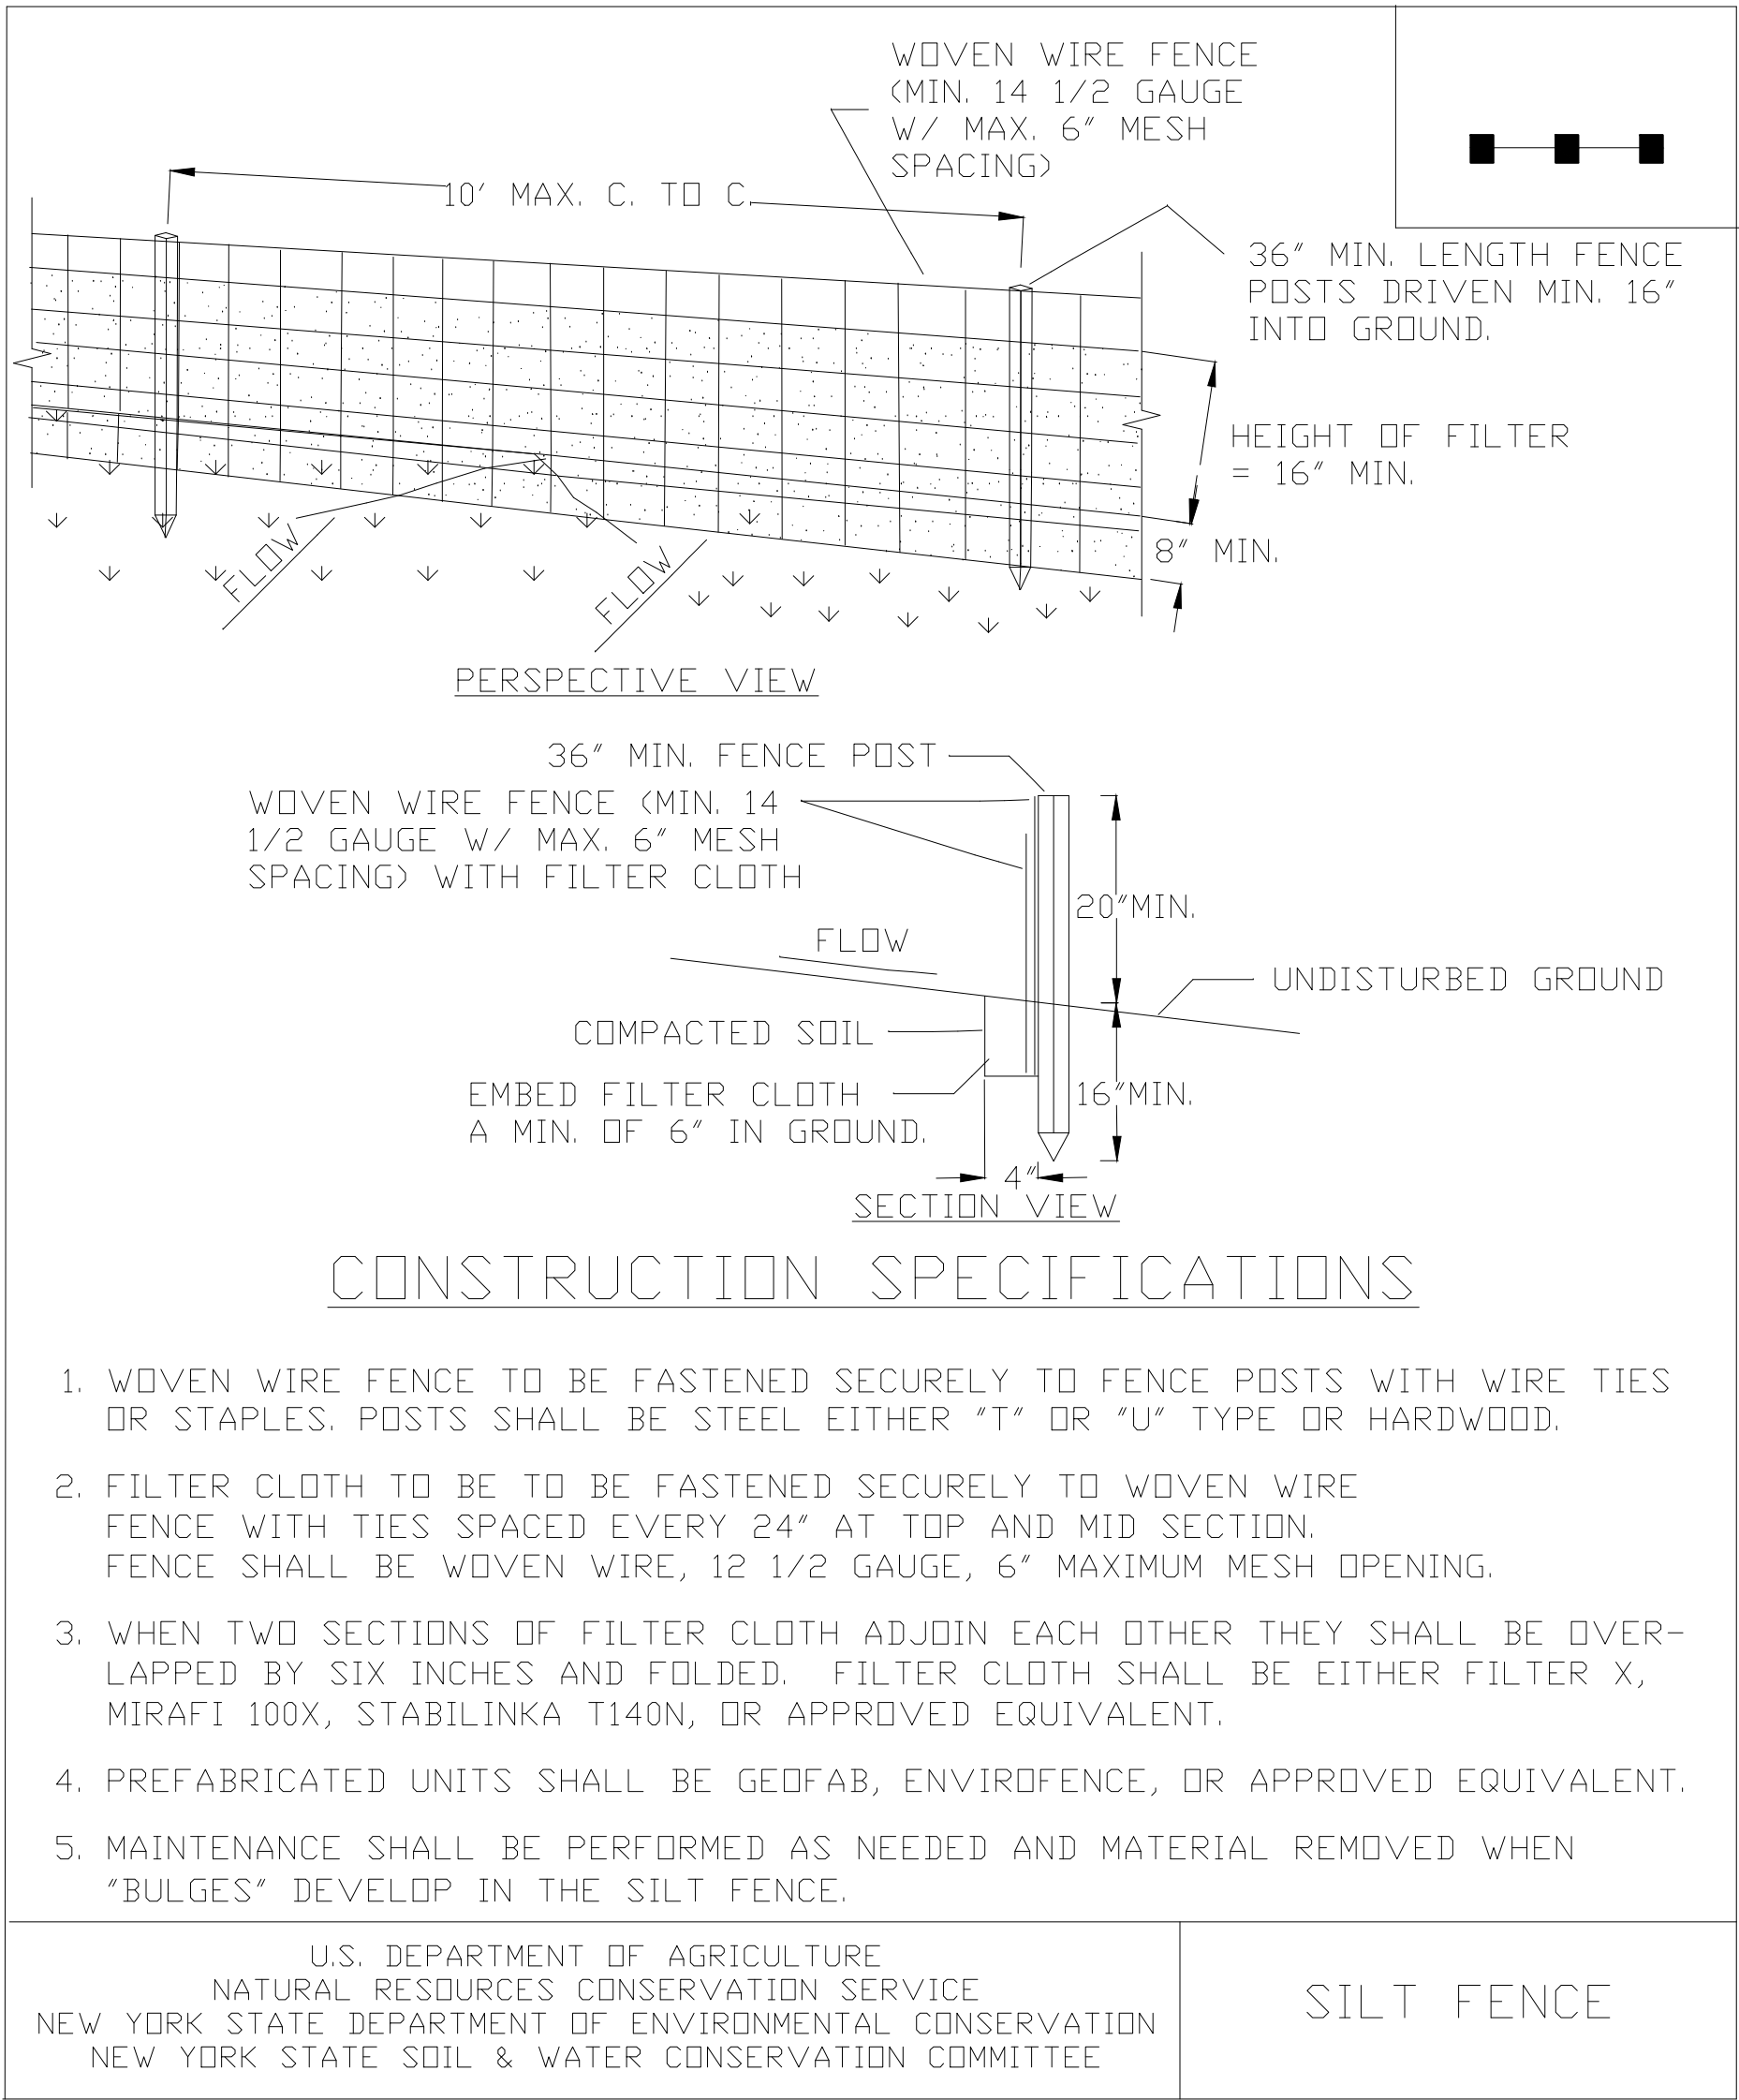 WOVEN WIRE FENCE
(MIN. 14 1/2 GAUGE
W/ MAX. 6" MESH
SPACING)
10' MAX. C. TO C.
36" MIN. LENGTH FENCE
POSTS DRIVEN MIN. 16"
INTO GROUND.
HEIGHT OF FILTER
= 16" MIN.
8" MIN.
FLOW
FLOW
PERSPECTIVE VIEW
36" MIN. FENCE POST
WOVEN WIRE FENCE (MIN. 14
1/2 GAUGE W/ MAX. 6" MESH
SPACING) WITH FILTER CLOTH
20"MIN.
FLOW
UNDISTURBED GROUND
COMPACTED SOIL
EMBED FILTER CLOTH
A MIN. OF 6" IN GROUND.
16"MIN.
4"
SECTION VIEW
CONSTRUCTION SPECIFICATIONS
1. WOVEN WIRE FENCE TO BE FASTENED SECURELY TO FENCE POSTS WITH WIRE TIES
OR STAPLES. POSTS SHALL BE STEEL EITHER "T" OR "U" TYPE OR HARDWOOD.
2. FILTER CLOTH TO BE TO BE FASTENED SECURELY TO WOVEN WIRE
FENCE WITH TIES SPACED EVERY 24" AT TOP AND MID SECTION.
FENCE SHALL BE WOVEN WIRE, 12 1/2 GAUGE, 6" MAXIMUM MESH OPENING.
3. WHEN TWO SECTIONS OF FILTER CLOTH ADJOIN EACH OTHER THEY SHALL BE OVER-
LAPPED BY SIX INCHES AND FOLDED. FILTER CLOTH SHALL BE EITHER FILTER X,
MIRAFI 100X, STABILINKA T140N, OR APPROVED EQUIVALENT.
4. PREFABRICATED UNITS SHALL BE GEOFAB, ENVIROFENCE, OR APPROVED EQUIVALENT.
5. MAINTENANCE SHALL BE PERFORMED AS NEEDED AND MATERIAL REMOVED WHEN
"BULGES" DEVELOP IN THE SILT FENCE.
U.S. DEPARTMENT OF AGRICULTURE
NATURAL RESOURCES CONSERVATION SERVICE
NEW YORK STATE DEPARTMENT OF ENVIRONMENTAL CONSERVATION
NEW YORK STATE SOIL & WATER CONSERVATION COMMITTEE
SILT FENCE